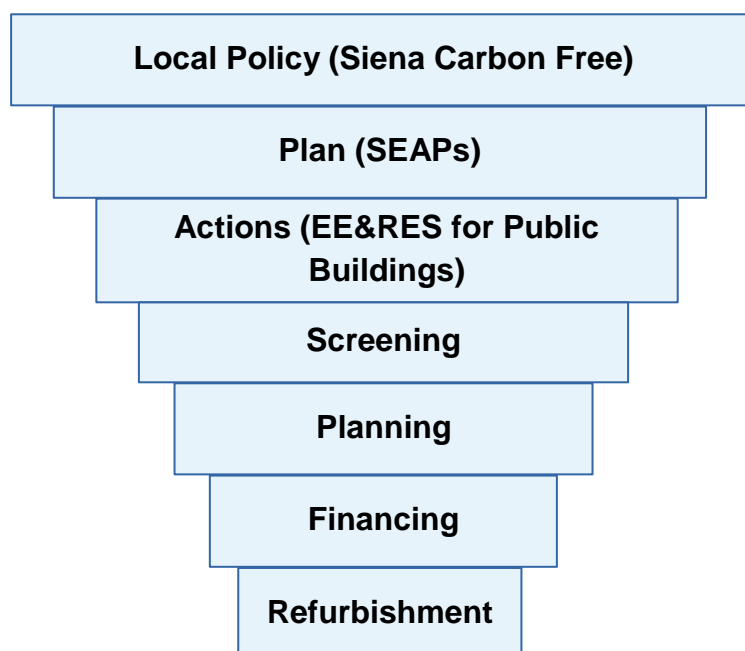 Local Policy (Siena Carbon Free)
Plan (SEAPs)
Actions (EE&RES for Public
Buildings)
Screening
Planning
Financing
Refurbishment